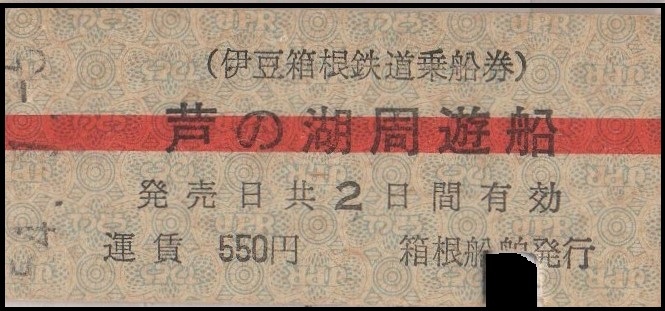 （伊豆箱根鉄道乗船券）
芦の湖周遊船
発売日共2日間有効
運賃 550円 箱根船舶発行